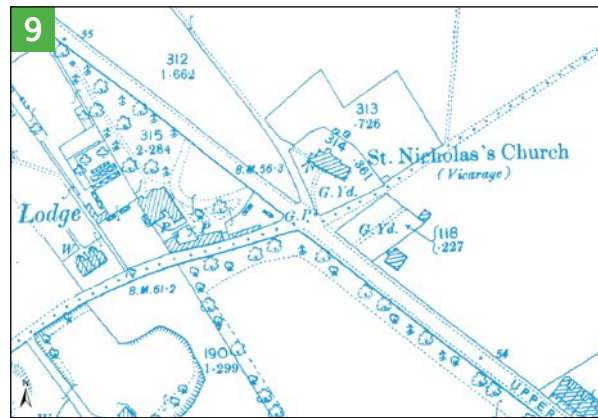 9
55
312
1·662
313
·726
314
361
315
2·284
B.M.56·3
St. Nicholas's Church
(Vicarage)
G.Yd.
G.P.
Lodge
P
P
W
G.Yd.
118
·227
B.M.61·2
190
1·299
54
UPPER
N